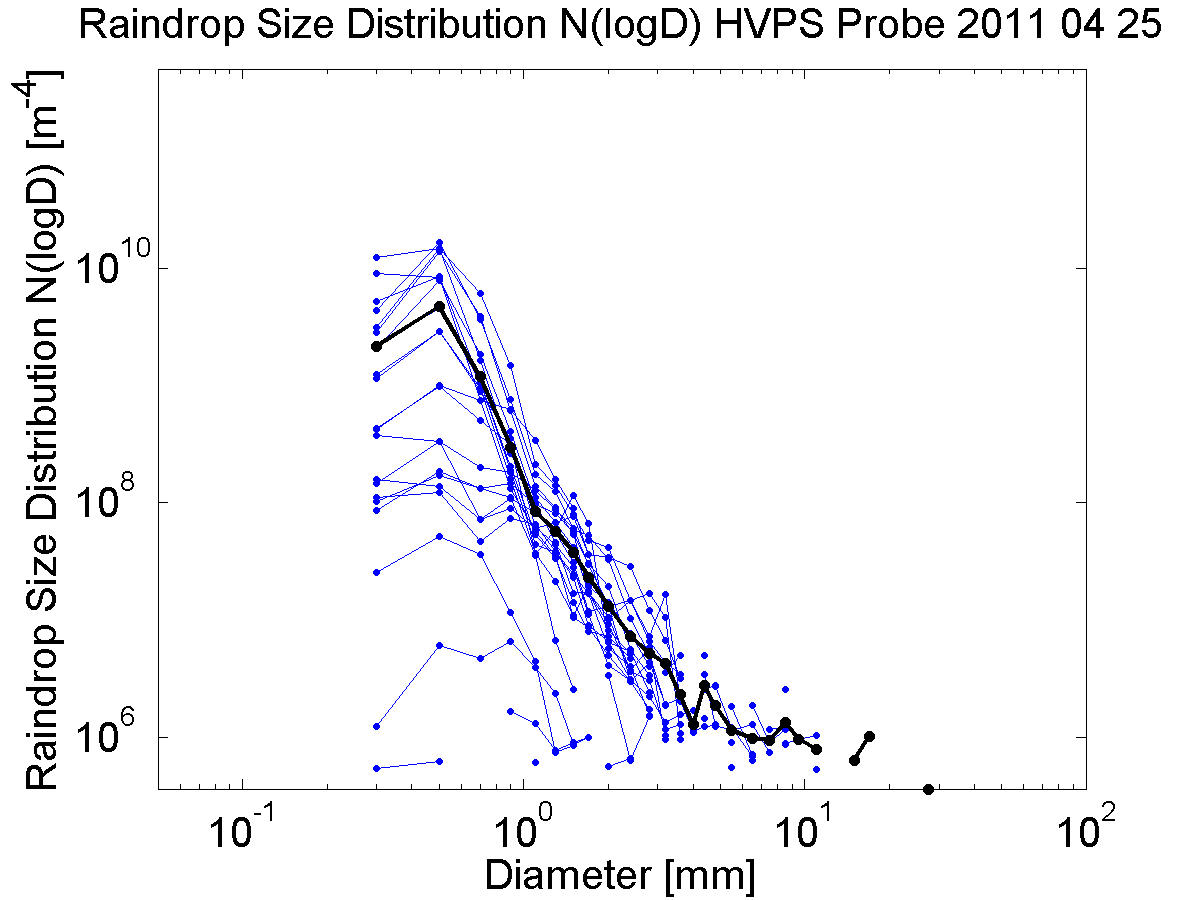 Raindrop Size Distribution N(logD) HVPS Probe 2011 04 25
Raindrop Size Distribution N(logD) [m^-4]
10^10
10^8
10^6
10^-1
10^0
10^1
10^2
Diameter [mm]